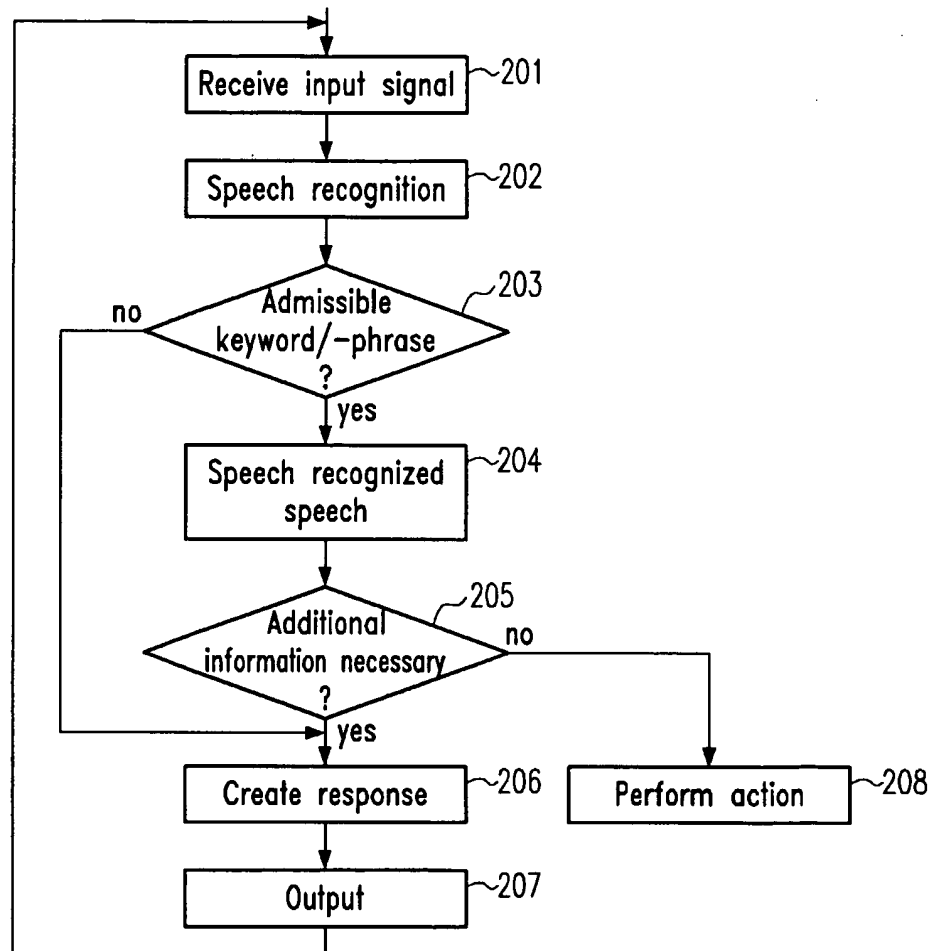 Receive input signal
201
Speech recognition
202
Admissible
keyword/-phrase
?
203
no
yes
Speech recognized
speech
204
Additional
information necessary
?
205
no
yes
Create response
206
Perform action
208
Output
207